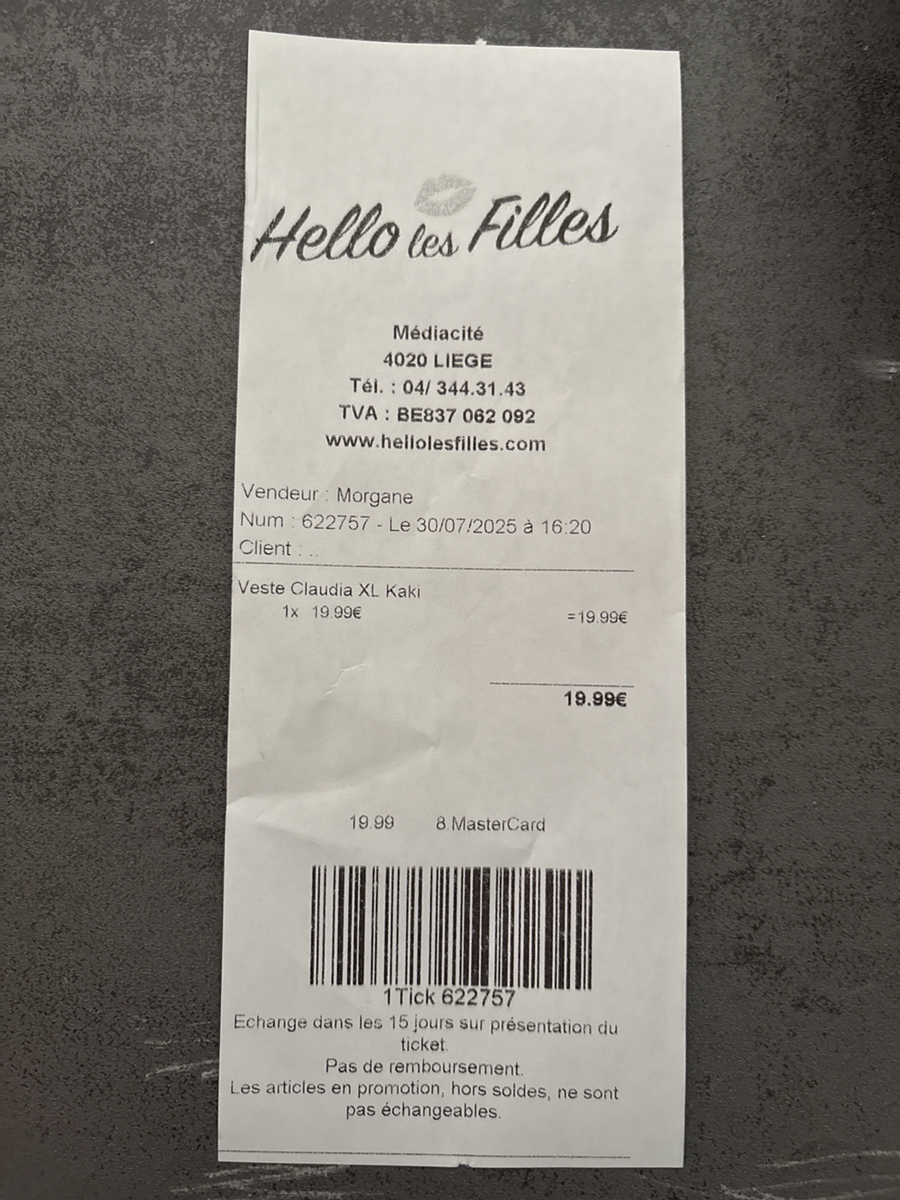 Hello les Filles
Médiacité
4020 LIEGE
Tél. : 04/ 344.31.43
TVA : BE837 062 092
www.hellolesfilles.com
Vendeur : Morgane
Num : 622757 - Le 30/07/2025 à 16:20
Client : ..
Veste Claudia XL Kaki
1x 19.99€ =19.99€
19.99€
19.99 8.MasterCard
1Tick 622757
Echange dans les 15 jours sur présentation du
ticket.
Pas de remboursement.
Les articles en promotion, hors soldes, ne sont
pas échangeables.